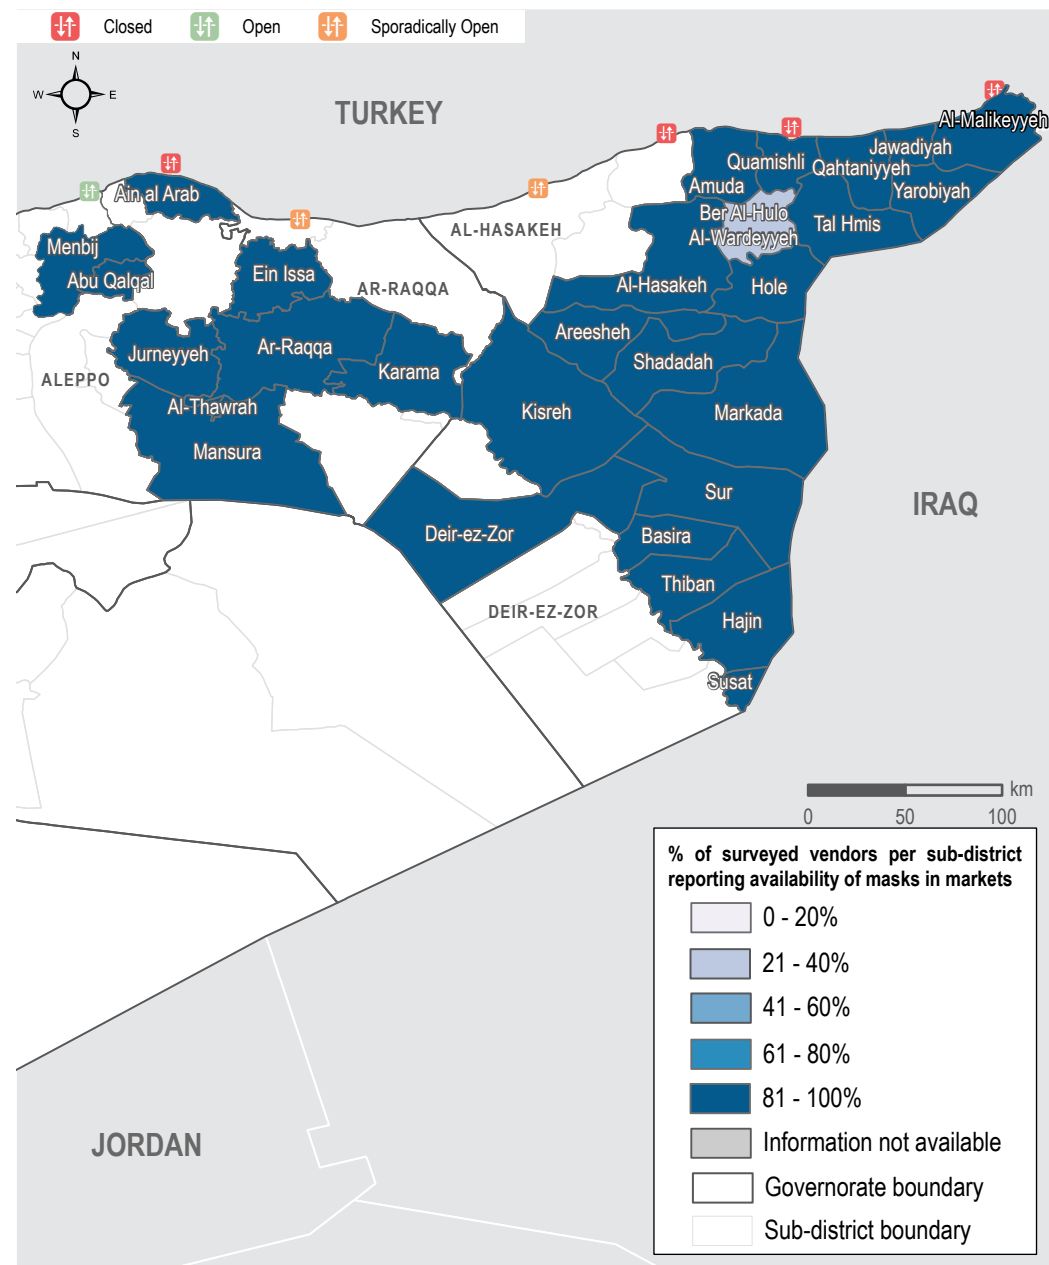 Closed
Open
Sporadically Open
N
W
E
S
TURKEY
Al-Malikeyyeh
Jawadiyah
Quamishli
Qahtaniyyeh
Amuda
Yarobiyah
Ain al Arab
Ber Al-Hulo
Al-Wardeyyeh
Tal Hmis
AL-HASAKEH
Menbij
Abu Qalqal
Ein Issa
AR-RAQQA
Al-Hasakeh
Hole
Areesheh
Ar-Raqqa
Jurneyyeh
Shadadah
Karama
ALEPPO
Al-Thawrah
Kisreh
Markada
Mansura
Sur
IRAQ
Deir-ez-Zor
Basira
Thiban
DEIR-EZ-ZOR
Hajin
Susat
km
0
50
100
% of surveyed vendors per sub-district
reporting availability of masks in markets
0 - 20%
21 - 40%
41 - 60%
61 - 80%
81 - 100%
Information not available
Governorate boundary
Sub-district boundary
JORDAN